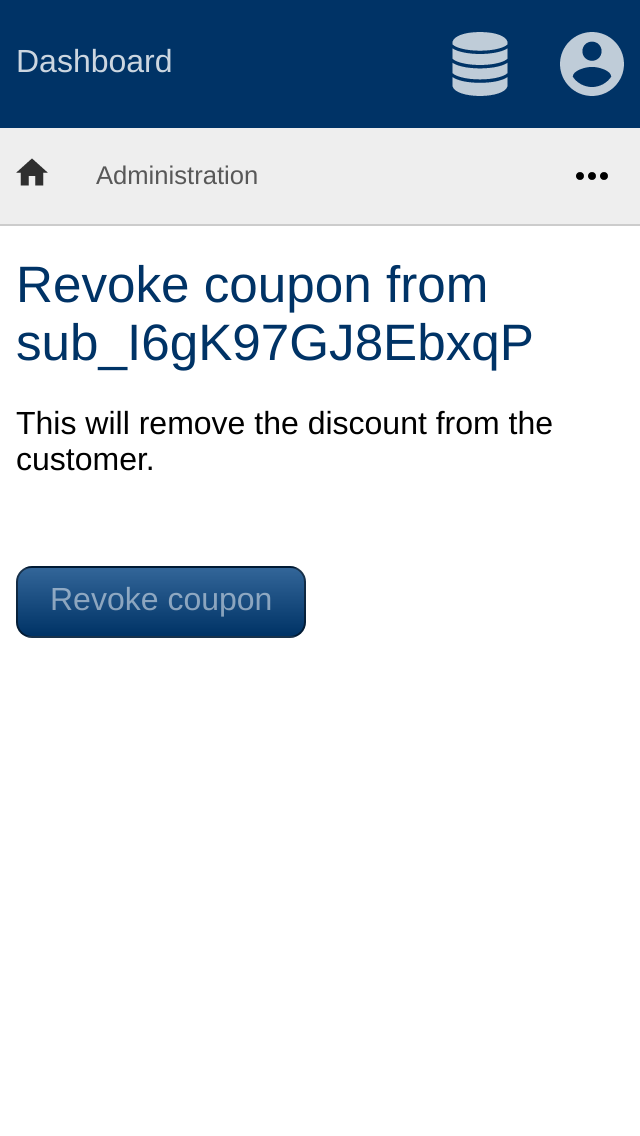 Dashboard
Administration
Revoke coupon from
sub_I6gK97GJ8EbxqP
This will remove the discount from the
customer.
Revoke coupon